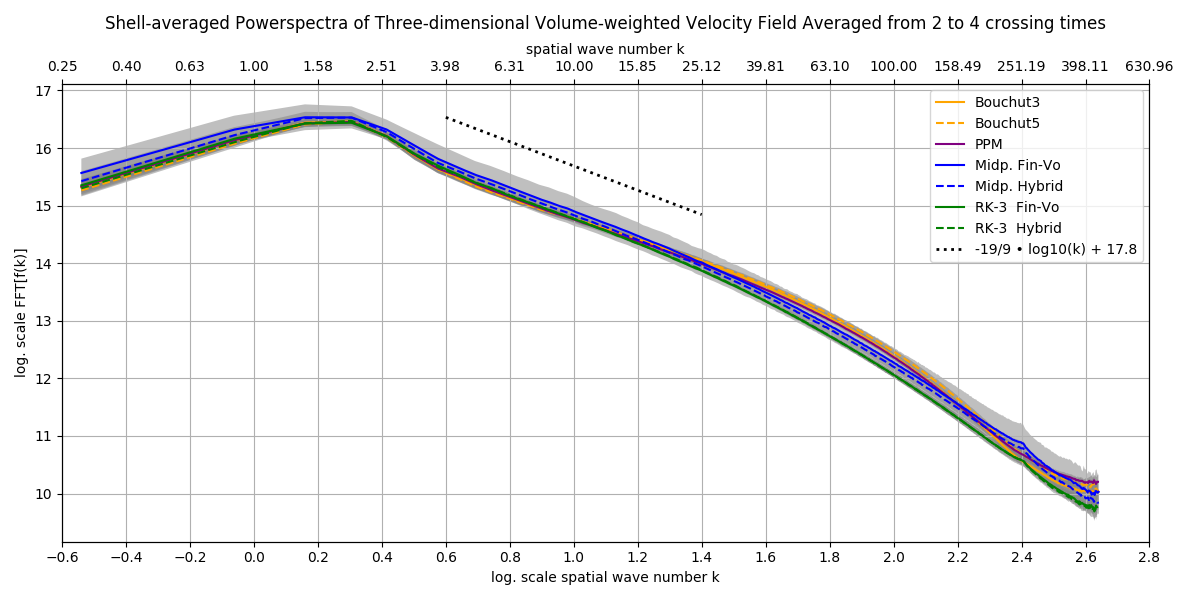 Shell-averaged Powerspectra of Three-dimensional Volume-weighted Velocity Field Averaged from 2 to 4 crossing times
spatial wave number k
0.25 0.40 0.63 1.00 1.58 2.51 3.98 6.31 10.00 15.85 25.12 39.81 63.10 100.00 158.49 251.19 398.11 630.96
17
16
15
14
13
12
11
10
log. scale FFT[f(k)]
Bouchut3
Bouchut5
PPM
Midp. Fin-Vo
Midp. Hybrid
RK-3  Fin-Vo
RK-3  Hybrid
-19/9 • log10(k) + 17.8
−0.6 −0.4 −0.2 0.0 0.2 0.4 0.6 0.8 1.0 1.2 1.4 1.6 1.8 2.0 2.2 2.4 2.6 2.8
log. scale spatial wave number k